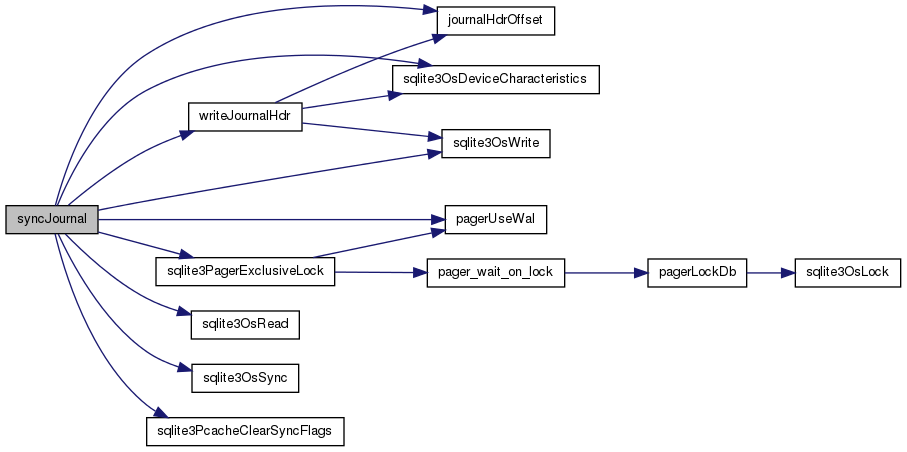 journalHdrOffset
sqlite3OsDeviceCharacteristics
writeJournalHdr
sqlite3OsWrite
syncJournal
pagerUseWal
sqlite3PagerExclusiveLock
pager_wait_on_lock
pagerLockDb
sqlite3OsLock
sqlite3OsRead
sqlite3OsSync
sqlite3PcacheClearSyncFlags